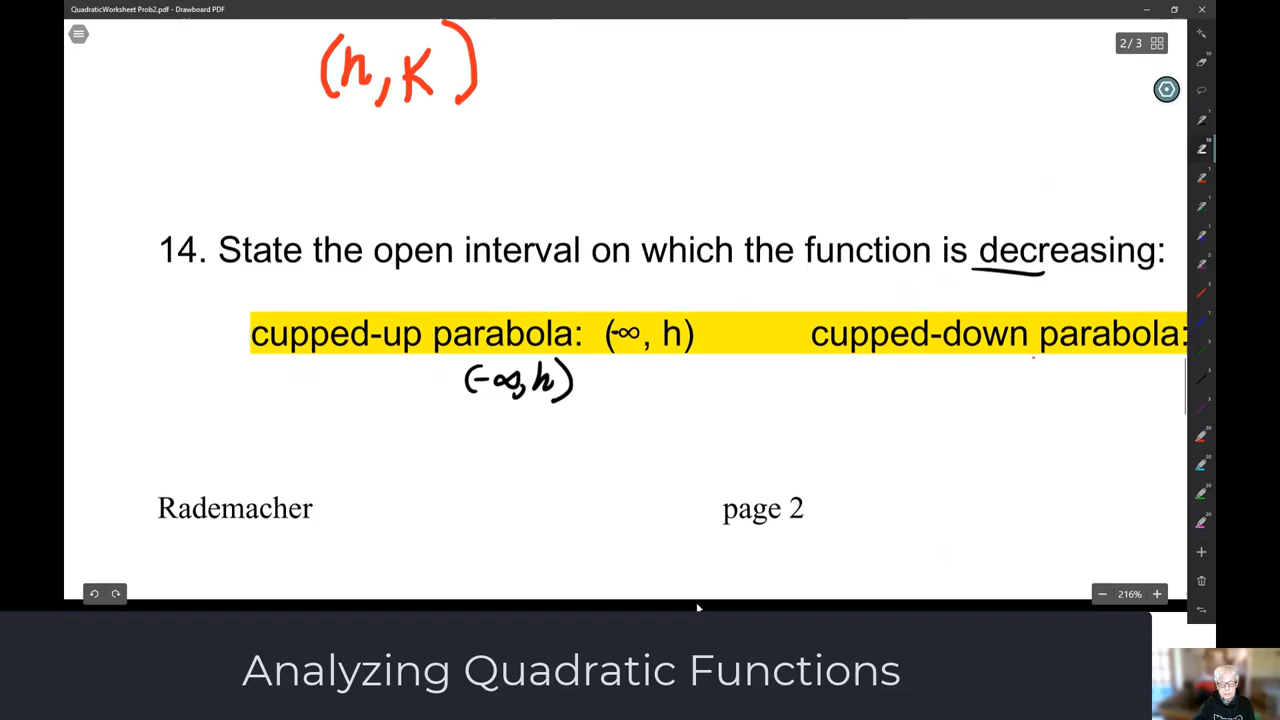 QuadraticWorksheet Prob2.pdf - Drawboard PDF
2/3
(h, k)
14. State the open interval on which the function is decreasing:
cupped-up parabola: (-∞, h) cupped-down parabola:
(-∞, h)
Rademacher page 2
216%
Analyzing Quadratic Functions